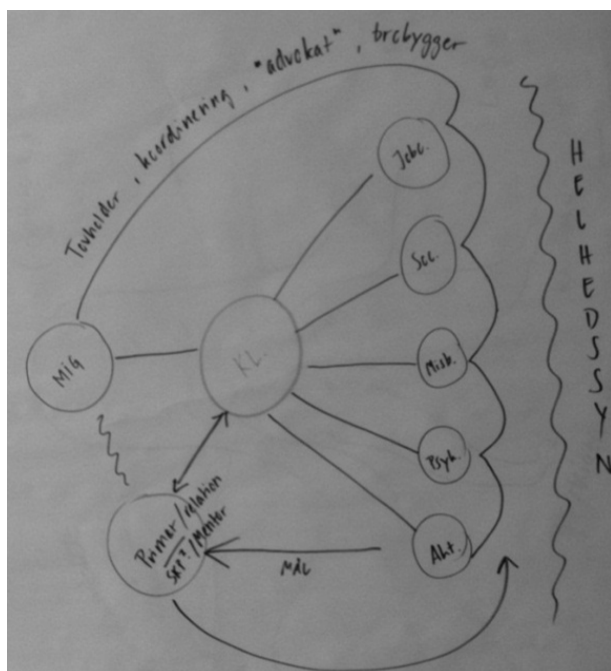 Tovholder, koordinering, "advokat", brobygger
Jobc.
Soc.
MIG
KL.
Misb.
Psyk.
Primær/relation
SKP?/Mentor
Akt.
MÅL
HELHEDSSYN